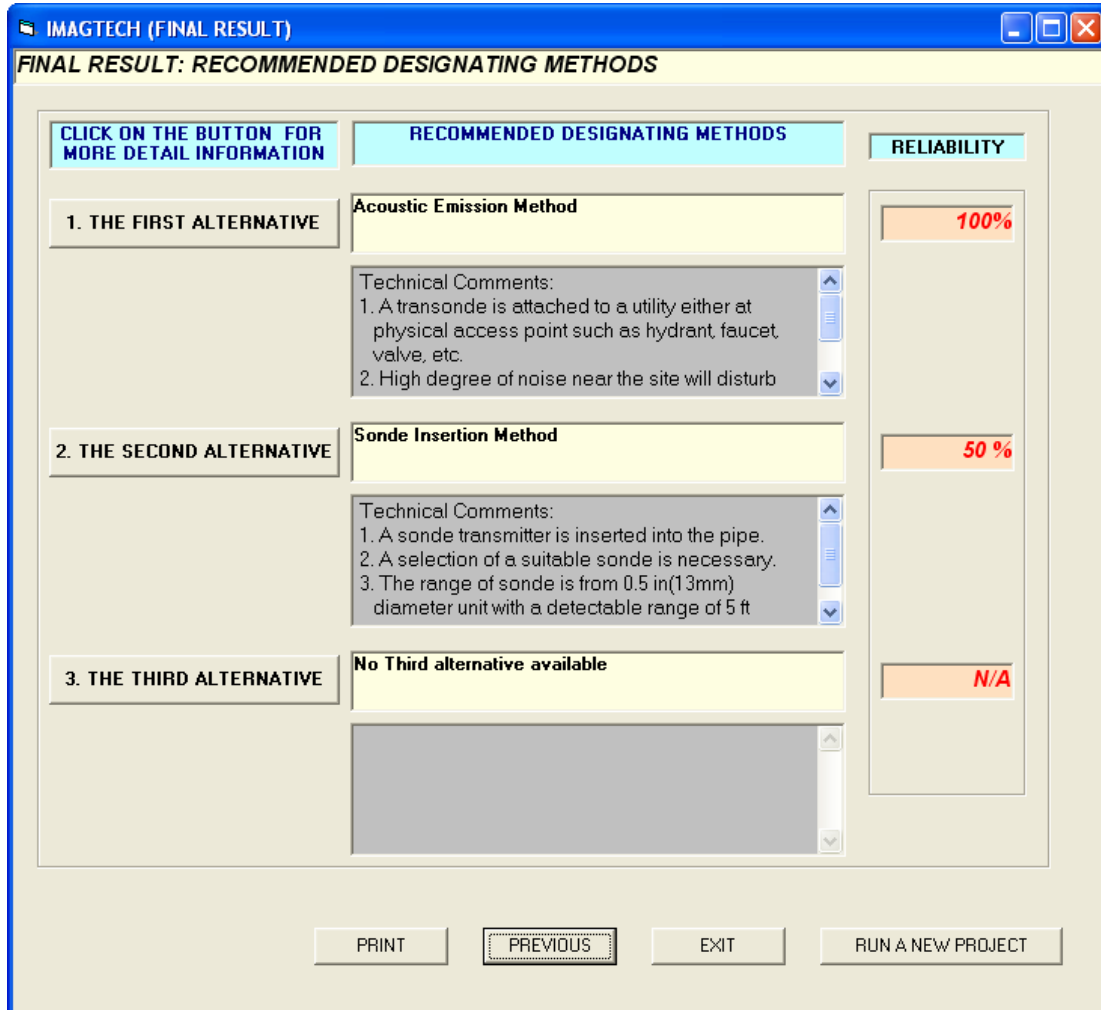 IMAGTECH (FINAL RESULT)
FINAL RESULT: RECOMMENDED DESIGNATING METHODS
CLICK ON THE BUTTON FOR
MORE DETAIL INFORMATION
RECOMMENDED DESIGNATING METHODS
RELIABILITY
1. THE FIRST ALTERNATIVE
Acoustic Emission Method
100%
Technical Comments:
1. A transonde is attached to a utility either at
physical access point such as hydrant, faucet,
valve, etc.
2. High degree of noise near the site will disturb
2. THE SECOND ALTERNATIVE
Sonde Insertion Method
50 %
Technical Comments:
1. A sonde transmitter is inserted into the pipe.
2. A selection of a suitable sonde is necessary.
3. The range of sonde is from 0.5 in(13mm)
diameter unit with a detectable range of 5 ft
3. THE THIRD ALTERNATIVE
No Third alternative available
N/A
PRINT
PREVIOUS
EXIT
RUN A NEW PROJECT